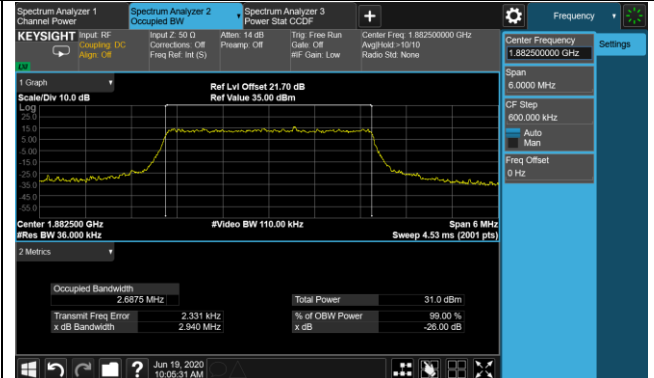 Spectrum Analyzer 1
Channel Power
Spectrum Analyzer 2
Occupied BW
Spectrum Analyzer 3
Power Stat CCDF
+
Frequency
KEYSIGHT
Input: RF
Coupling: DC
Align: Off
Input Z: 50 Ω
Corrections: Off
Freq Ref: Int (S)
Atten: 14 dB
Preamp: Off
Trig: Free Run
Gate: Off
#IF Gain: Low
Center Freq: 1.882500000 GHz
Avg|Hold:>10/10
Radio Std: None
Center Frequency
1.882500000 GHz
Settings
Span
6.0000 MHz
CF Step
600.000 kHz
Auto
Man
Freq Offset
0 Hz
1 Graph
Scale/Div 10.0 dB
Ref Lvl Offset 21.70 dB
Ref Value 35.00 dBm
Log
25.0
15.0
5.00
-5.00
-15.0
-25.0
-35.0
-45.0
-55.0
Center 1.882500 GHz
#Video BW 110.00 kHz
Span 6 MHz
#Res BW 36.000 kHz
Sweep 4.53 ms (2001 pts)
2 Metrics
Occupied Bandwidth
2.6875 MHz
Total Power
31.0 dBm
Transmit Freq Error
2.331 kHz
% of OBW Power
99.00 %
x dB Bandwidth
2.940 MHz
x dB
-26.00 dB
?
Jun 19, 2020
10:05:31 AM